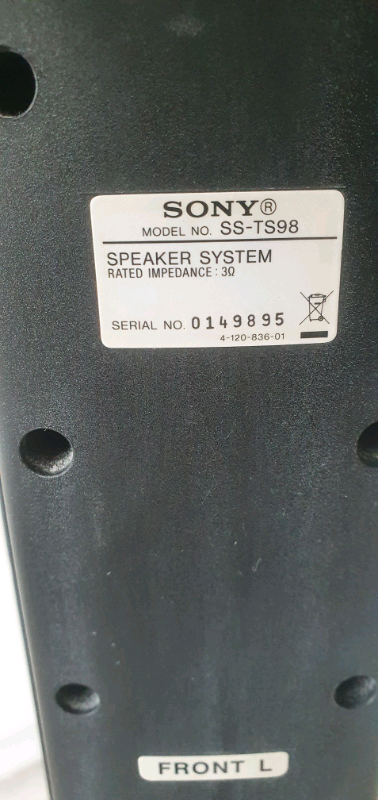 SONY®
MODEL NO. SS-TS98
SPEAKER SYSTEM
RATED IMPEDANCE: 3Ω
SERIAL NO. 0149895
4-120-836-01
FRONT L